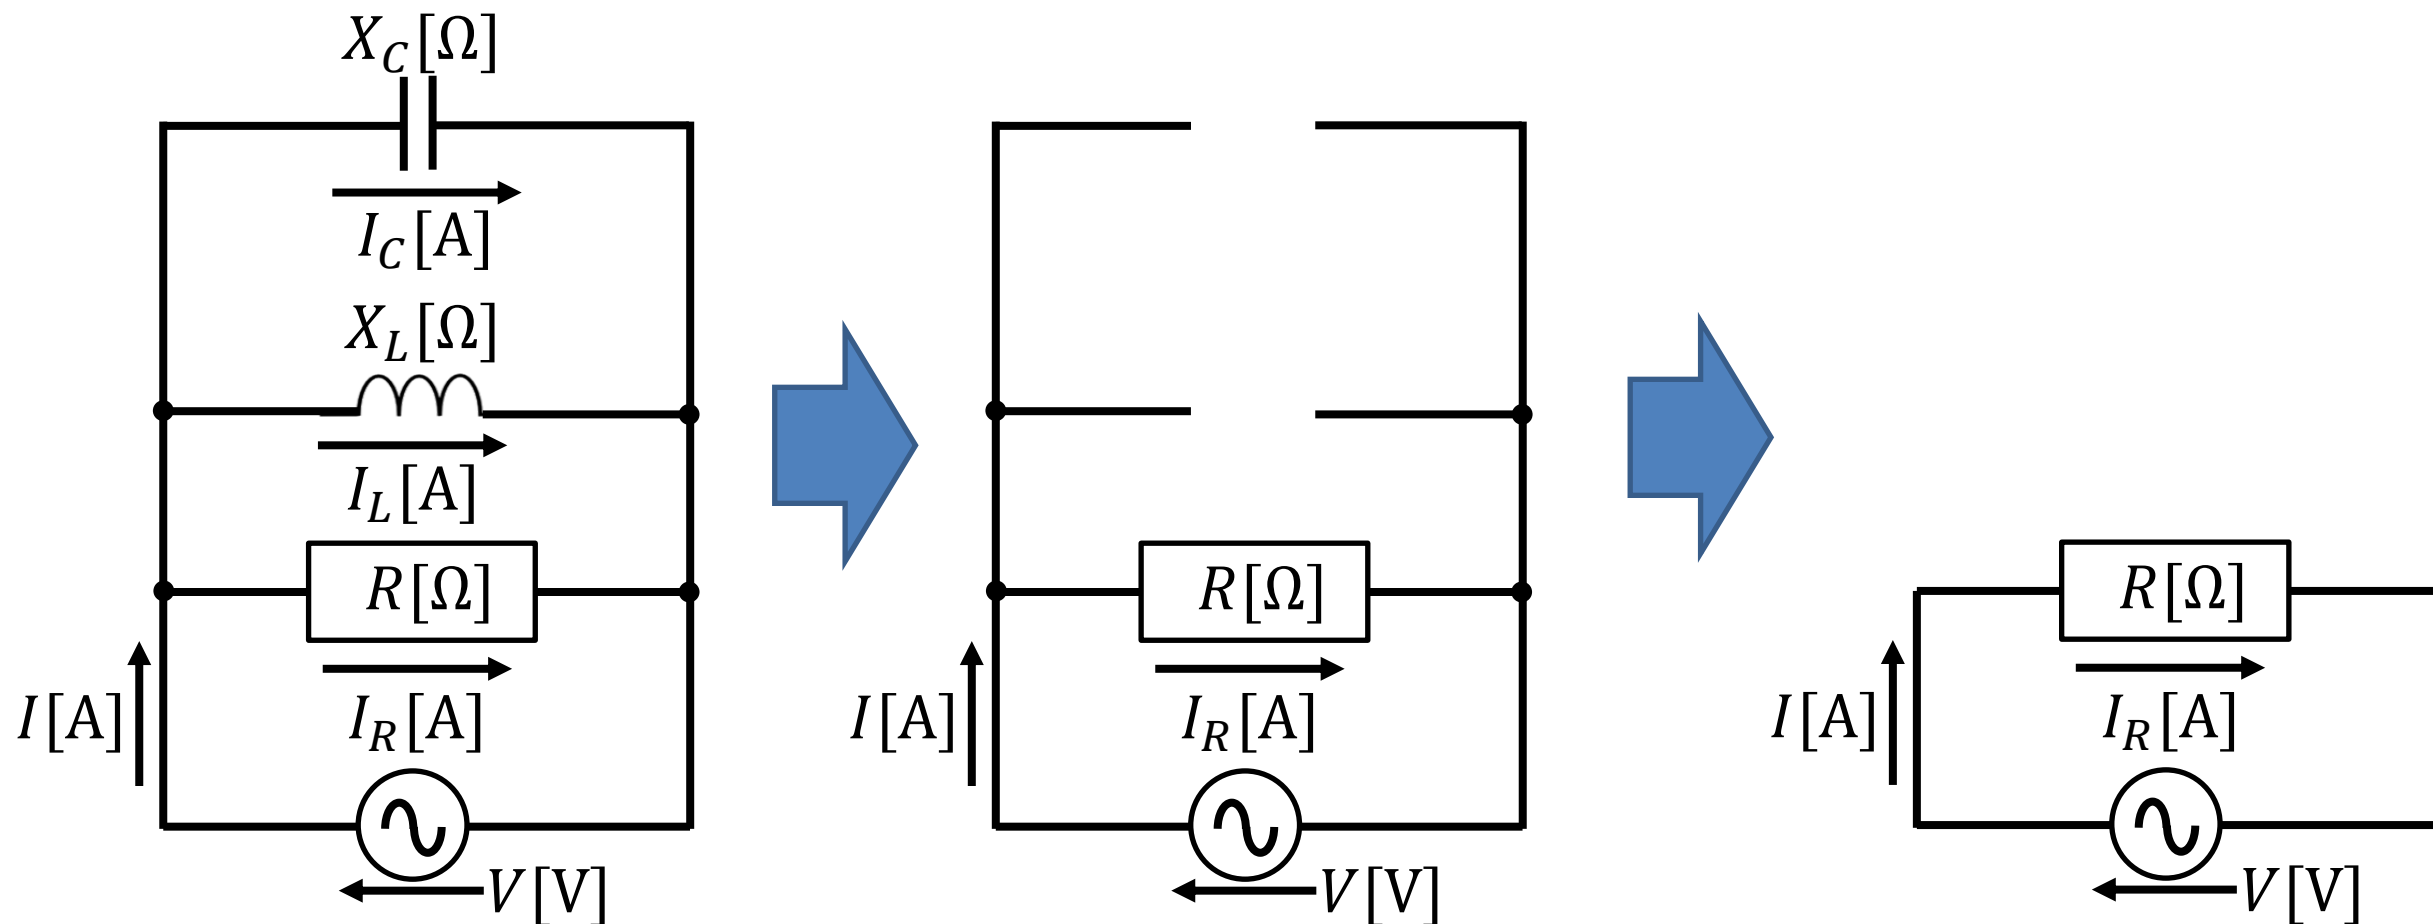 X_C [Ω]
I_C [A]
X_L [Ω]
I_L [A]
R [Ω]
I [A]
I_R [A]
V [V]
R [Ω]
I [A]
I_R [A]
V [V]
R [Ω]
I [A]
I_R [A]
V [V]